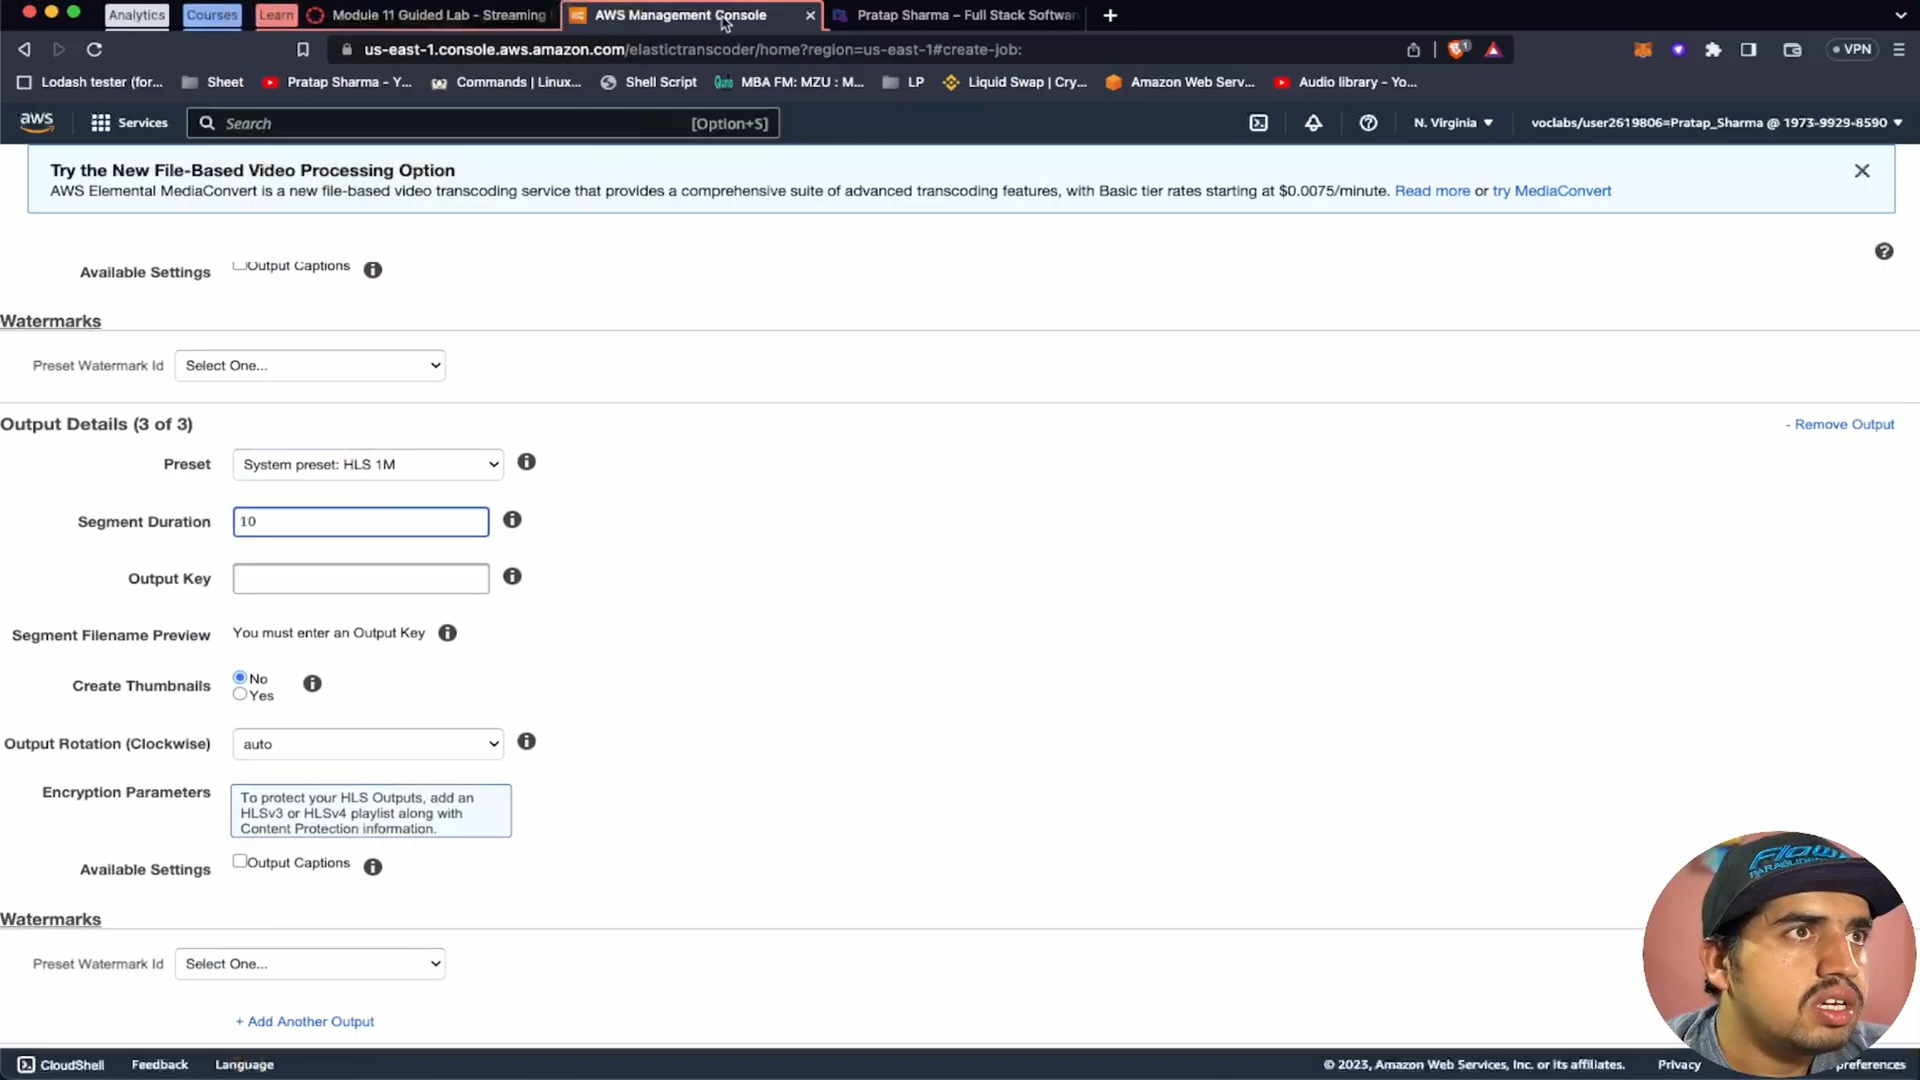 Analytics Courses Learn Module 11 Guided Lab - Streaming AWS Management Console Pratap Sharma – Full Stack Softwar
us-east-1.console.aws.amazon.com/elastictranscoder/home?region=us-east-1#create-job: 1 VPN
Lodash tester (for... Sheet Pratap Sharma - Y... Commands | Linux... Shell Script MBA FM: MZU : M... LP Liquid Swap | Cry... Amazon Web Serv... Audio library - Yo...
aws Services Search [Option+S] N. Virginia voclabs/user2619806=Pratap_Sharma @ 1973-9929-8590
Try the New File-Based Video Processing Option
AWS Elemental MediaConvert is a new file-based video transcoding service that provides a comprehensive suite of advanced transcoding features, with Basic tier rates starting at $0.0075/minute. Read more or try MediaConvert
Available Settings Output Captions
Watermarks
Preset Watermark Id Select One...
Output Details (3 of 3) - Remove Output
Preset System preset: HLS 1M
Segment Duration 10
Output Key
Segment Filename Preview You must enter an Output Key
Create Thumbnails No
Yes
Output Rotation (Clockwise) auto
Encryption Parameters To protect your HLS Outputs, add an
HLSv3 or HLSv4 playlist along with
Content Protection information.
Available Settings Output Captions
Watermarks
Preset Watermark Id Select One...
+ Add Another Output
CloudShell Feedback Language © 2023, Amazon Web Services, Inc. or its affiliates. Privacy preferences